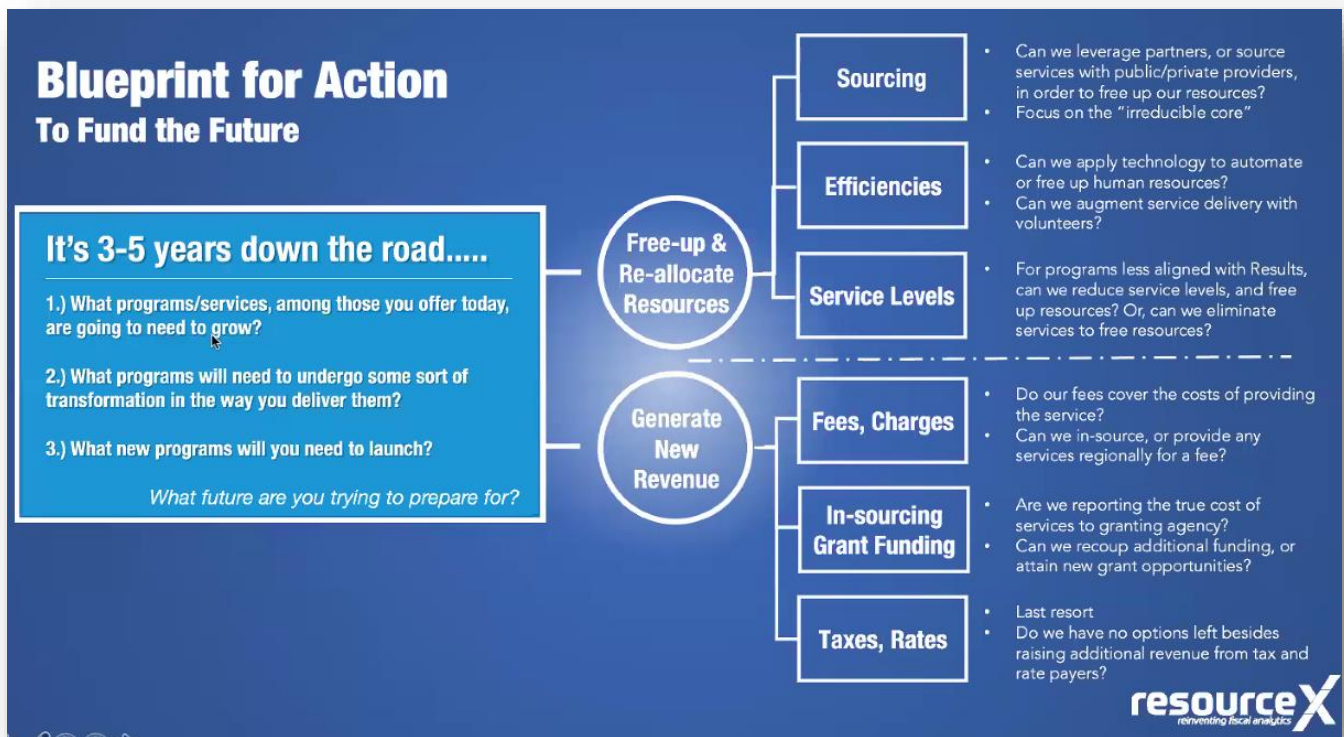 Blueprint for Action
To Fund the Future
It's 3-5 years down the road.....
1.) What programs/services, among those you offer today,
are going to need to grow?
2.) What programs will need to undergo some sort of
transformation in the way you deliver them?
3.) What new programs will you need to launch?
What future are you trying to prepare for?
Free-up &
Re-allocate
Resources
Sourcing
• Can we leverage partners, or source
services with public/private providers,
in order to free up our resources?
• Focus on the “irreducible core”
Efficiencies
• Can we apply technology to automate
or free up human resources?
• Can we augment service delivery with
volunteers?
Service Levels
• For programs less aligned with Results,
can we reduce service levels, and free
up resources? Or, can we eliminate
services to free resources?
Generate
New
Revenue
Fees, Charges
• Do our fees cover the costs of providing
the service?
• Can we in-source, or provide any
services regionally for a fee?
In-sourcing
Grant Funding
• Are we reporting the true cost of
services to granting agency?
• Can we recoup additional funding, or
attain new grant opportunities?
Taxes, Rates
• Last resort
• Do we have no options left besides
raising additional revenue from tax and
rate payers?
resourceX
reinventing fiscal analytics